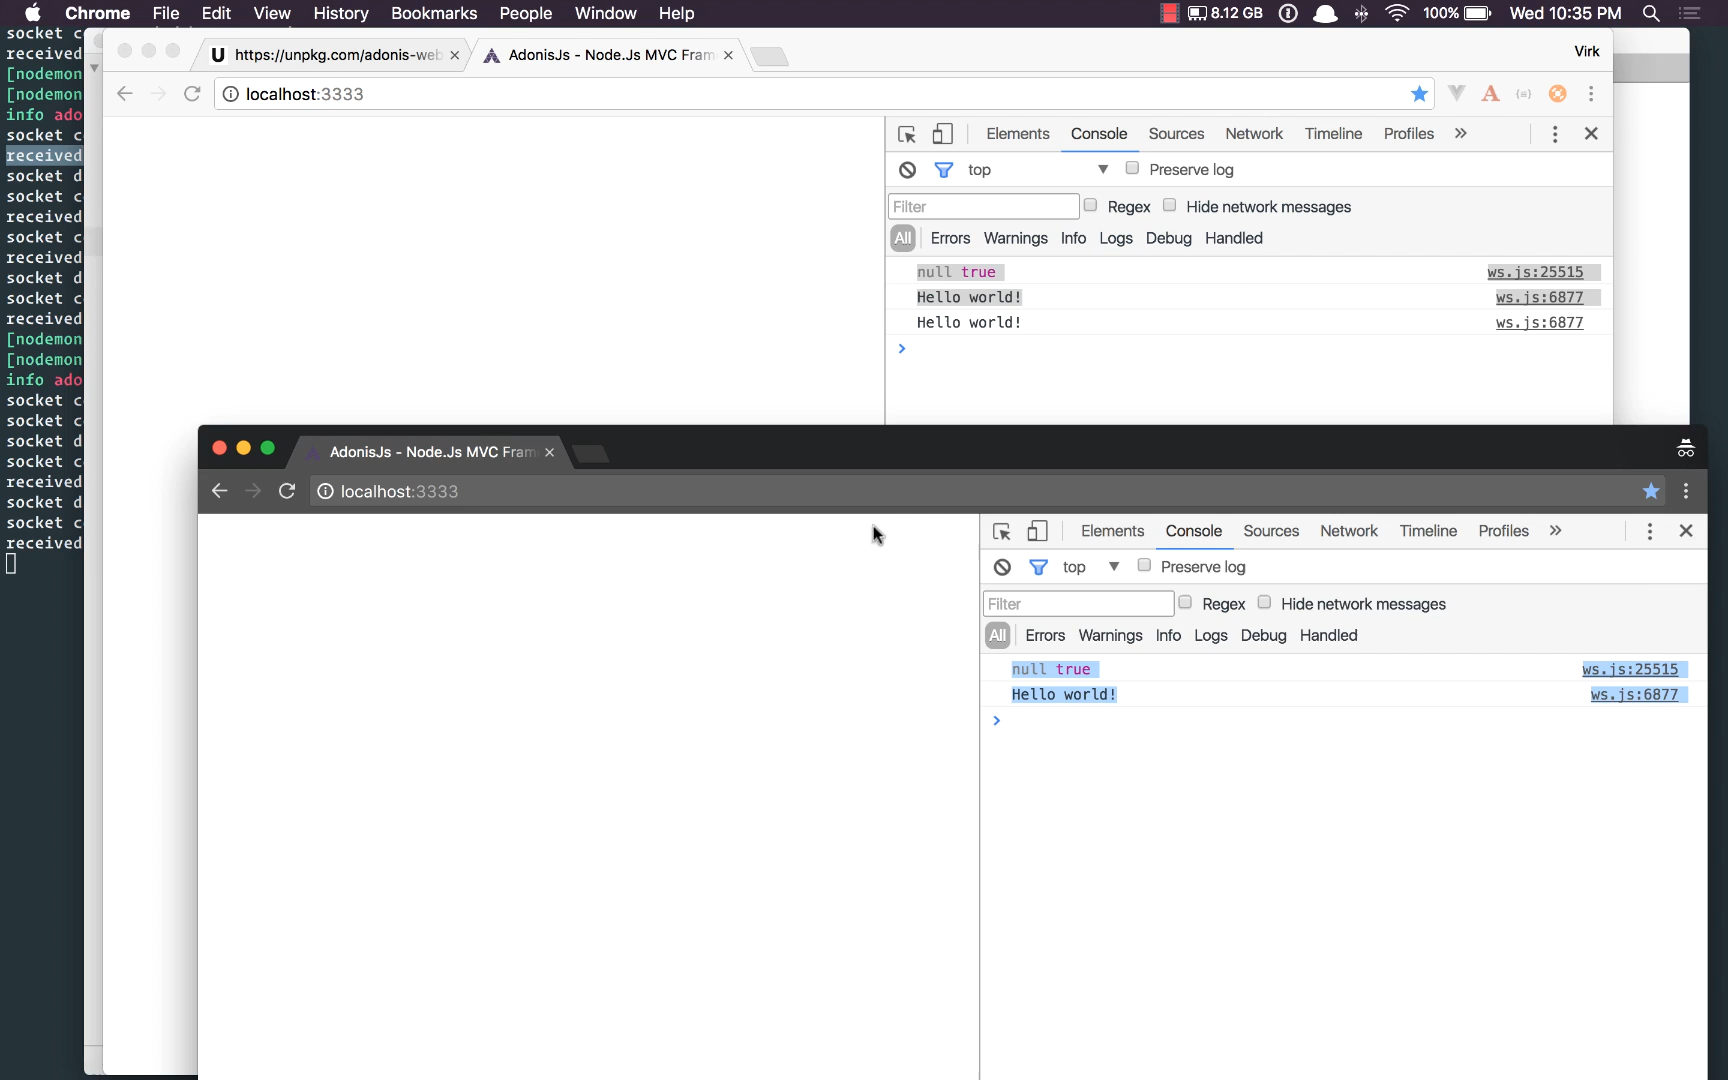 Chrome File Edit View History Bookmarks People Window Help 8.12 GB 100% Wed 10:35 PM
socket c
received
[nodemon
[nodemon
info ado
socket c
received
socket d
socket c
received
socket c
received
socket d
socket c
received
[nodemon
[nodemon
info ado
socket c
socket c
socket d
socket c
received
socket d
socket c
received
U https://unpkg.com/adonis-web AdonisJs - Node.Js MVC Fram Virk
localhost:3333
Elements Console Sources Network Timeline Profiles »
top Preserve log
Filter Regex Hide network messages
All Errors Warnings Info Logs Debug Handled
null true ws.js:25515
Hello world! ws.js:6877
Hello world! ws.js:6877
AdonisJs - Node.Js MVC Fram
localhost:3333
Elements Console Sources Network Timeline Profiles »
top Preserve log
Filter Regex Hide network messages
All Errors Warnings Info Logs Debug Handled
null true ws.js:25515
Hello world! ws.js:6877